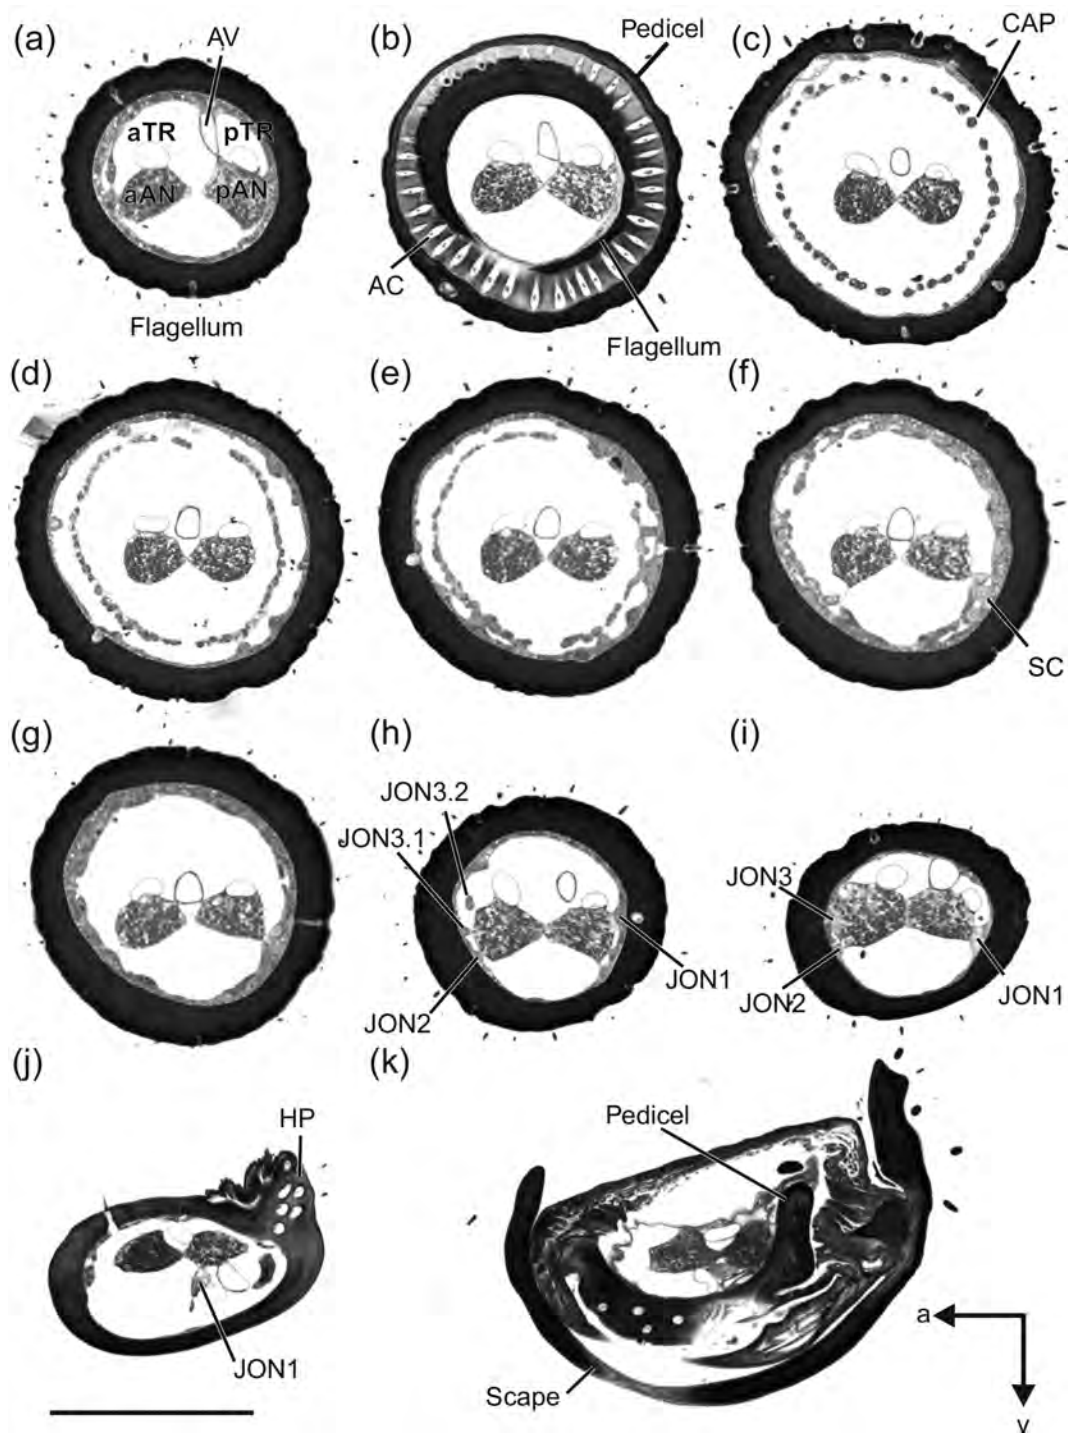 (a)
AV
aTR
pTR
aAN
pAN
Flagellum
(b)
Pedicel
AC
Flagellum
(c)
CAP
(d)
(e)
(f)
SC
(g)
(h)
JON3.2
JON3.1
JON2
JON1
(i)
JON3
JON2
JON1
(j)
HP
JON1
(k)
Pedicel
Scape
a
v